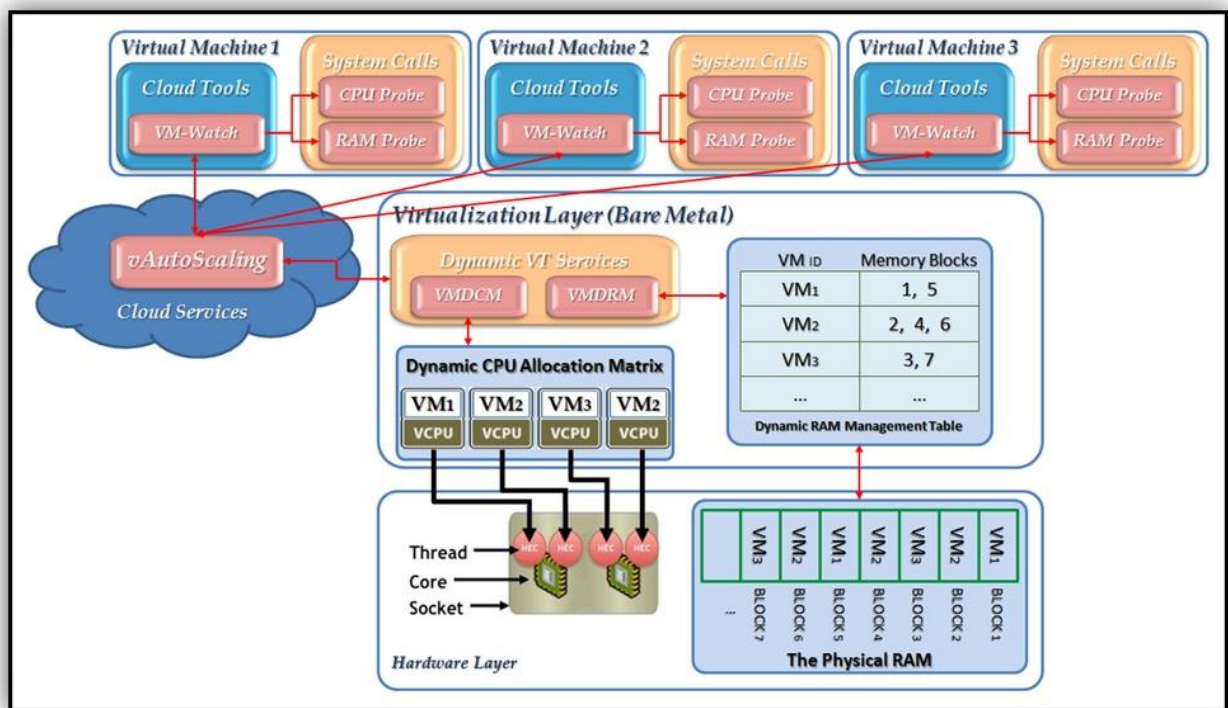 Virtual Machine 1
Cloud Tools
VM-Watch
System Calls
CPU Probe
RAM Probe
Virtual Machine 2
Cloud Tools
VM-Watch
System Calls
CPU Probe
RAM Probe
Virtual Machine 3
Cloud Tools
VM-Watch
System Calls
CPU Probe
RAM Probe
vAutoScaling
Cloud Services
Virtualization Layer (Bare Metal)
Dynamic VT Services
VMDCM
VMDRM
VM ID Memory Blocks
VM1 1, 5
VM2 2, 4, 6
VM3 3, 7
... ...
Dynamic RAM Management Table
Dynamic CPU Allocation Matrix
VM1 VM2 VM3 VM2
VCPU VCPU VCPU VCPU
HEC HEC HEC HEC
Thread
Core
Socket
Hardware Layer
VM3 VM2 VM1 VM2 VM3 VM2 VM1
... BLOCK 7 BLOCK 6 BLOCK 5 BLOCK 4 BLOCK 3 BLOCK 2 BLOCK 1
The Physical RAM